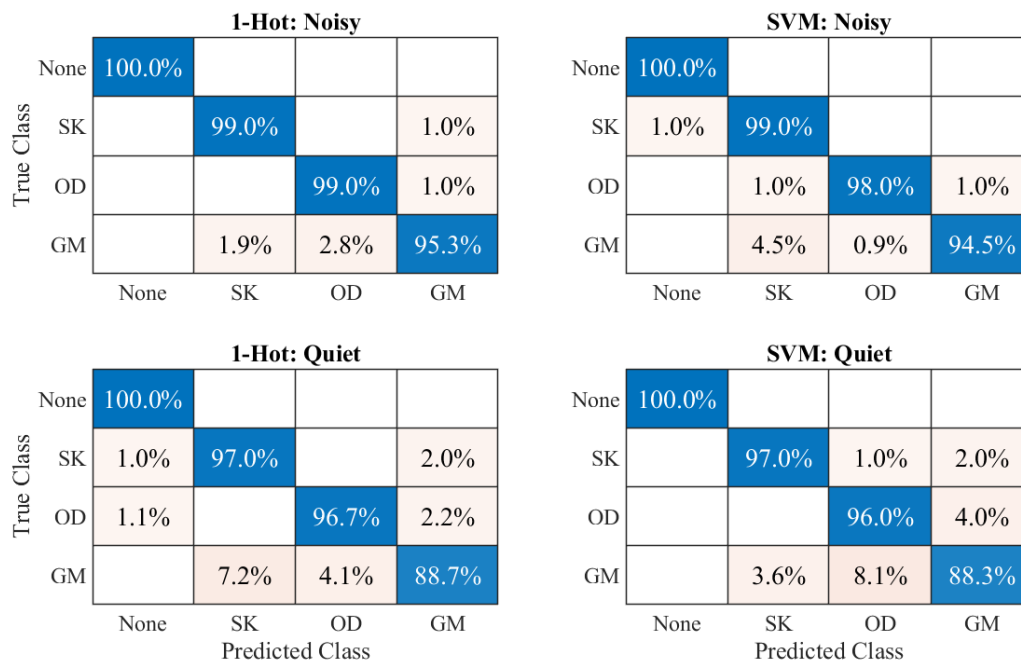 1-Hot: Noisy
True Class
None 100.0%
SK 99.0% 1.0%
OD 99.0% 1.0%
GM 1.9% 2.8% 95.3%
None SK OD GM
SVM: Noisy
None 100.0%
SK 1.0% 99.0%
OD 1.0% 98.0% 1.0%
GM 4.5% 0.9% 94.5%
None SK OD GM
1-Hot: Quiet
True Class
None 100.0%
SK 1.0% 97.0% 2.0%
OD 1.1% 96.7% 2.2%
GM 7.2% 4.1% 88.7%
None SK OD GM
Predicted Class
SVM: Quiet
None 100.0%
SK 97.0% 1.0% 2.0%
OD 96.0% 4.0%
GM 3.6% 8.1% 88.3%
None SK OD GM
Predicted Class